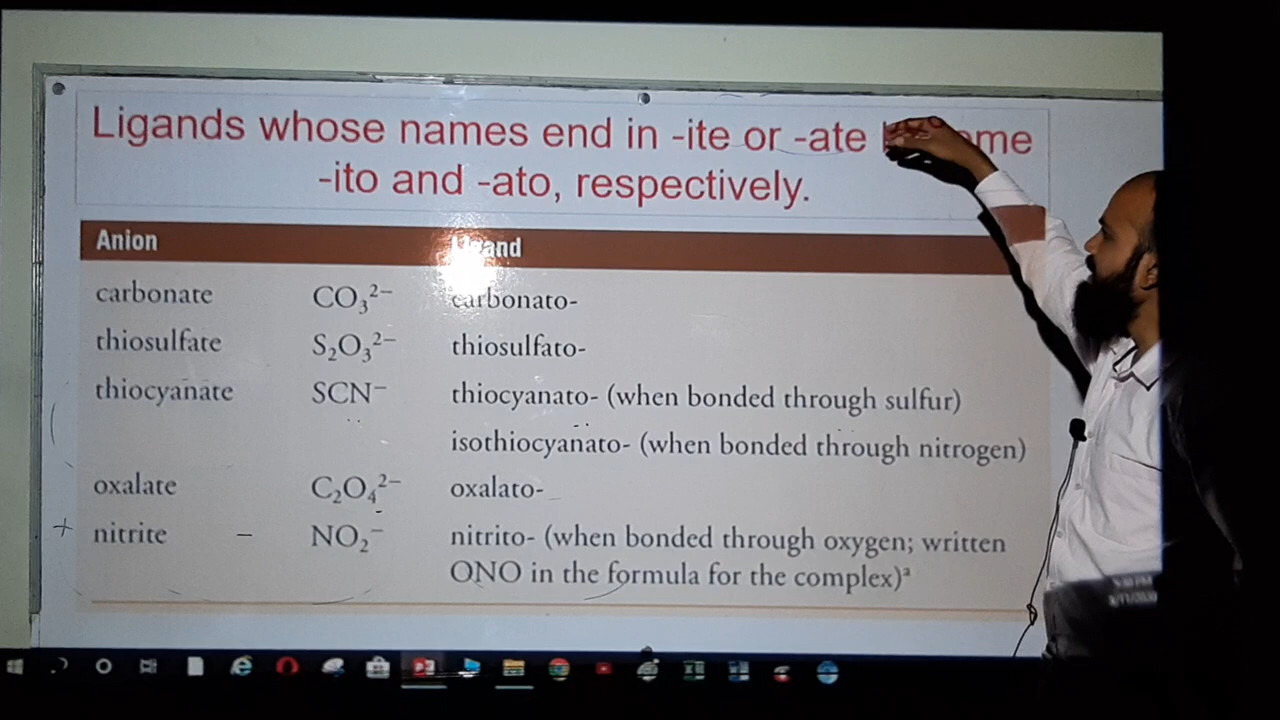 Ligands whose names end in -ite or -ate
-ito and -ato, respectively.
Anion Ligand
carbonate CO₃²⁻ carbonato-
thiosulfate S₂O₃²⁻ thiosulfato-
thiocyanate SCN⁻ thiocyanato- (when bonded through sulfur)
isothiocyanato- (when bonded through nitrogen)
oxalate C₂O₄²⁻ oxalato-
nitrite NO₂⁻ nitrito- (when bonded through oxygen; written
ONO in the formula for the complex)ᵃ